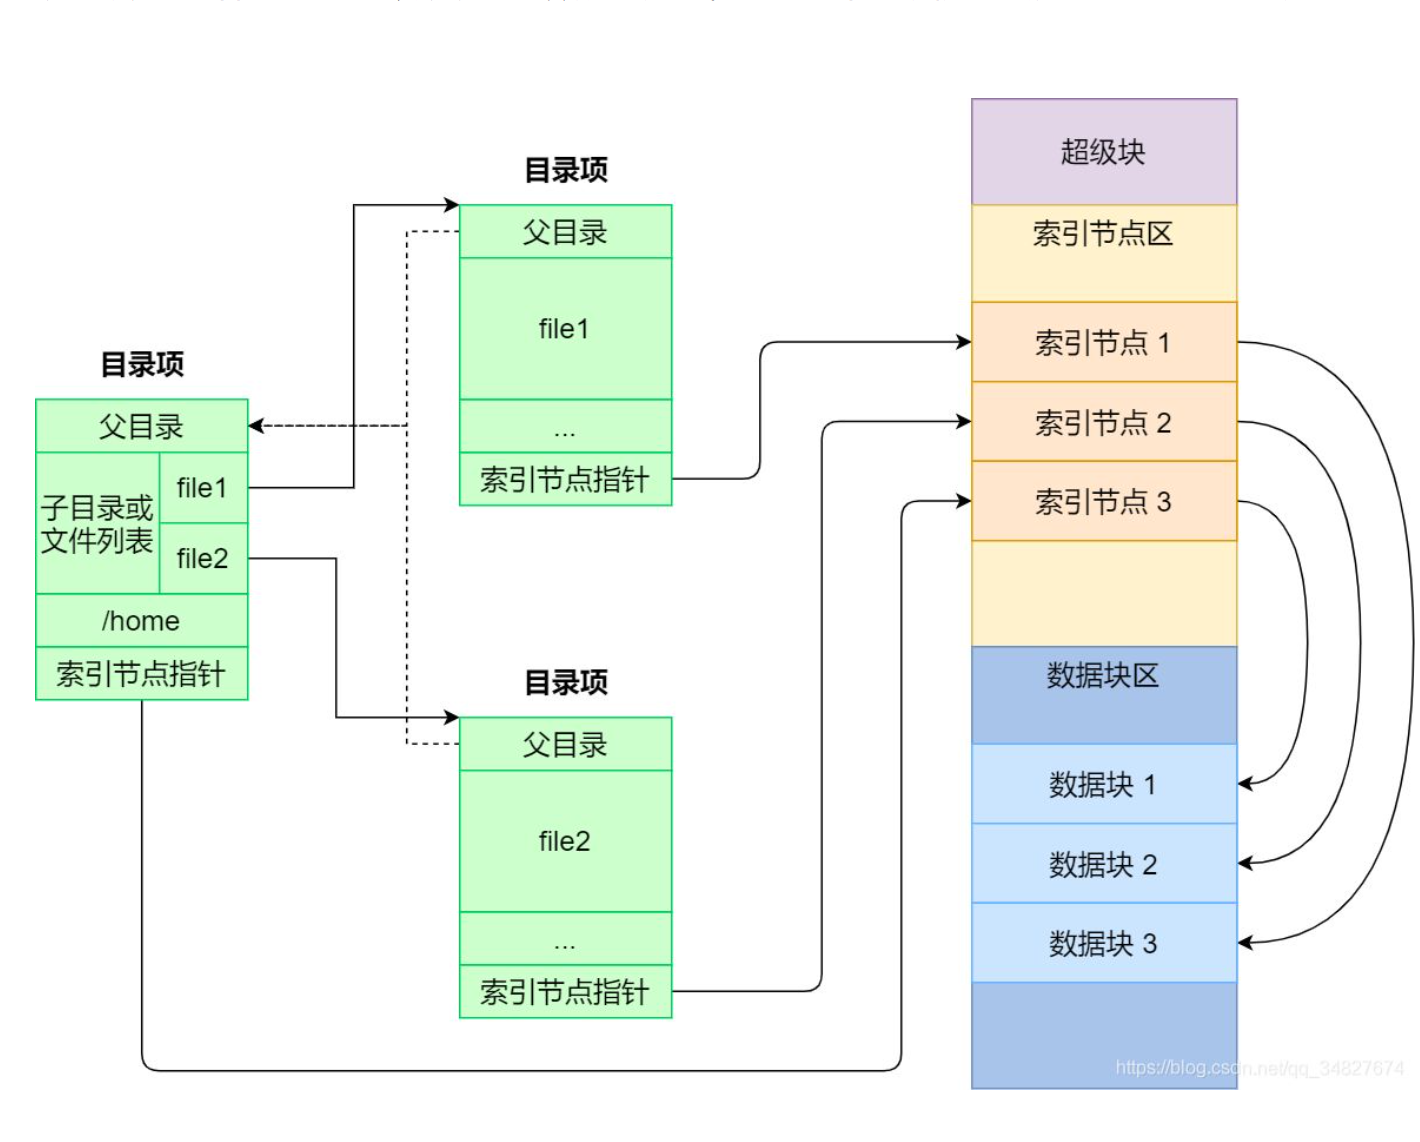 目录项
父目录
file1
...
索引节点指针
目录项
父目录
子目录或
文件列表
file1
file2
/home
索引节点指针
目录项
父目录
file2
...
索引节点指针
超级块
索引节点区
索引节点 1
索引节点 2
索引节点 3
数据块区
数据块 1
数据块 2
数据块 3
https://blog.csdn.net/qq_34827674